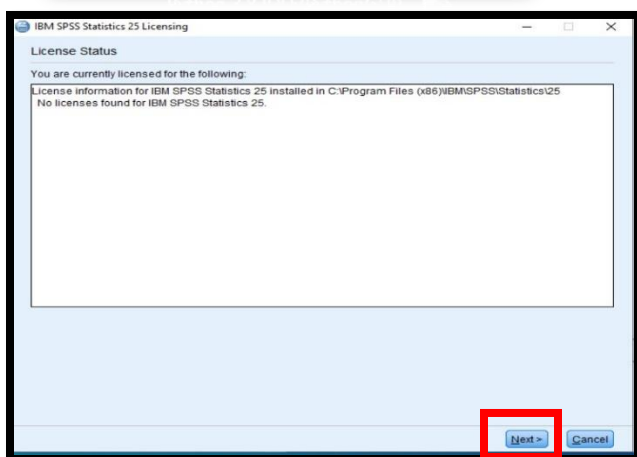 IBM SPSS Statistics 25 Licensing
License Status
You are currently licensed for the following:
License information for IBM SPSS Statistics 25 installed in C:\Program Files (x86)\IBM\SPSS\Statistics\25
No licenses found for IBM SPSS Statistics 25.
Next > Cancel